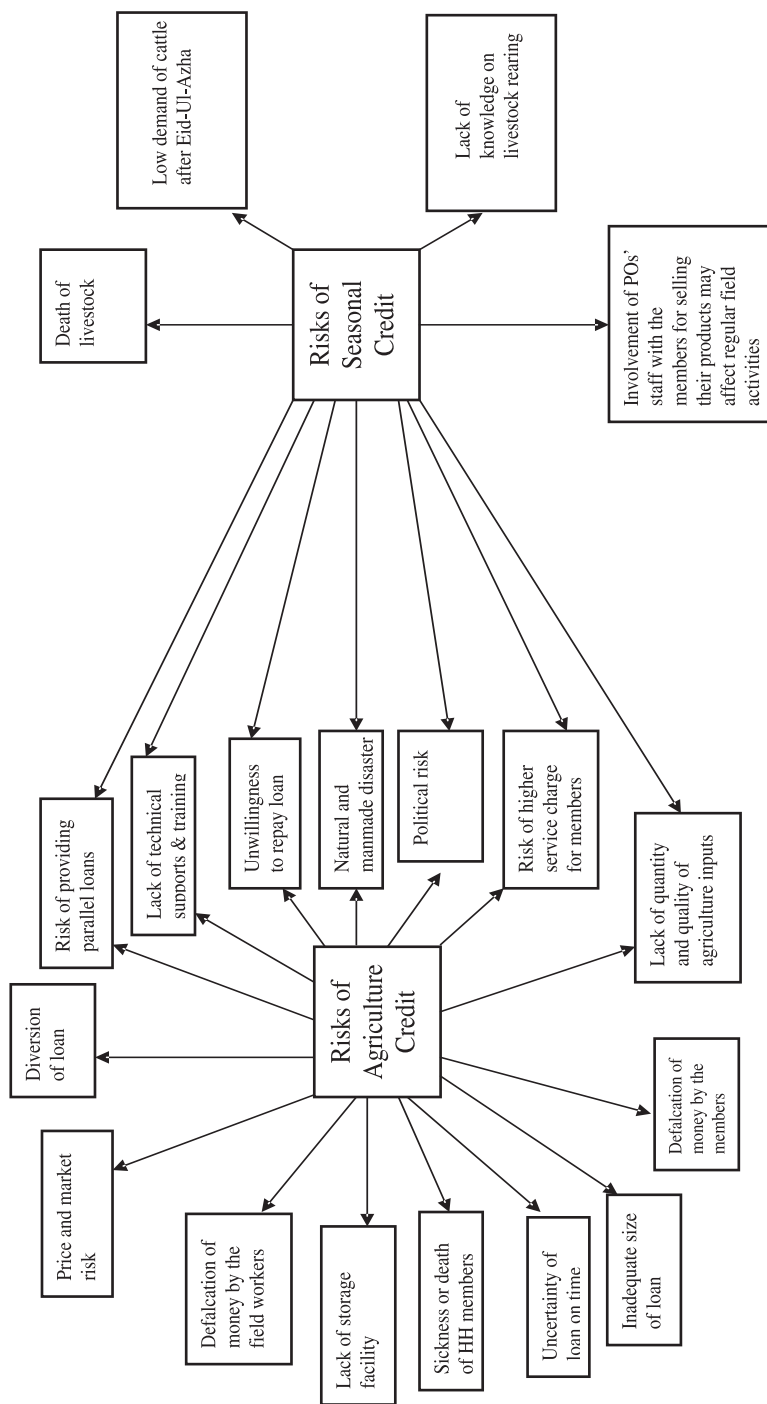 Price and market
risk
Diversion
of loan
Risk of providing
parallel loans
Lack of technical
supports & training
Unwillingness
to repay loan
Natural and
manmade disaster
Political risk
Risk of higher
service charge
for members
Lack of quantity
and quality of
agriculture inputs
Defalcation of
money by the
members
Inadequate size
of loan
Uncertainty of
loan on time
Sickness or death
of HH members
Lack of storage
facility
Defalcation of
money by the
field workers
Risks of
Agriculture
Credit
Risks of
Seasonal
Credit
Death of
livestock
Low demand of cattle
after Eid-Ul-Azha
Lack of
knowledge on
livestock rearing
Involvement of POs'
staff with the
members for selling
their products may
affect regular field
activities